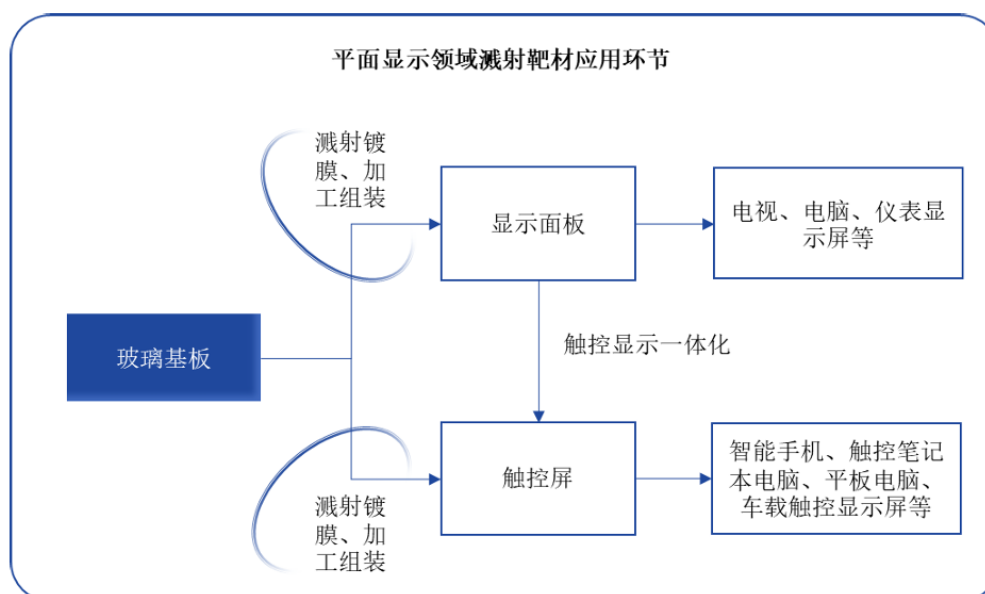 平面显示领域溅射靶材应用环节
溅射镀
膜、加
工组装
显示面板
电视、电脑、仪表显
示屏等
玻璃基板
触控显示一体化
触控屏
智能手机、触控笔记
本电脑、平板电脑、
车载触控显示屏等
溅射镀
膜、加
工组装